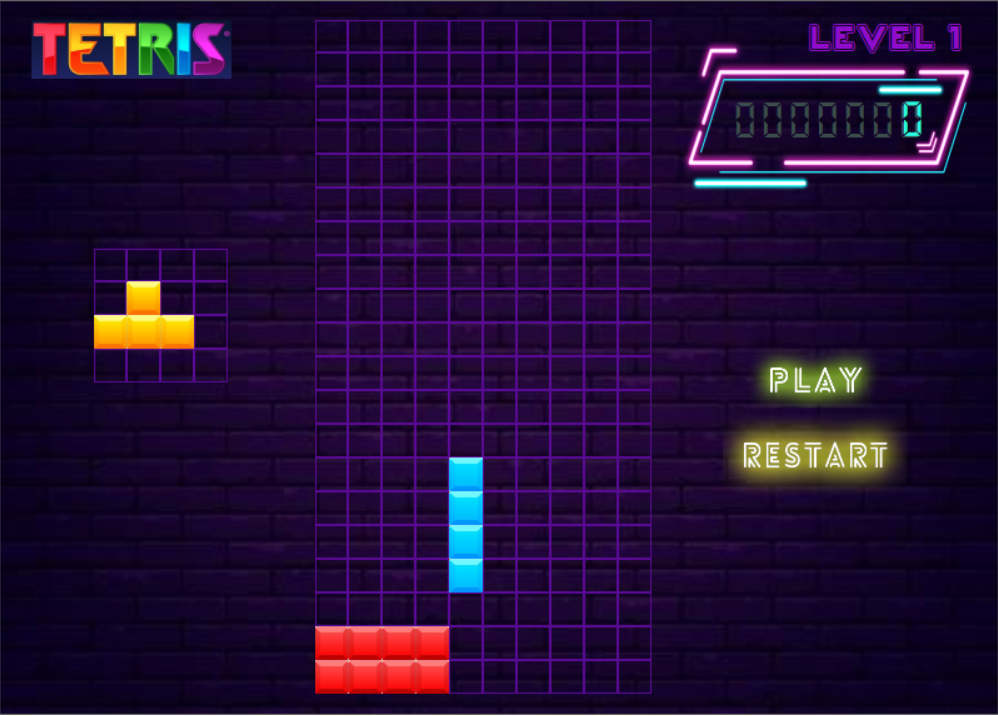 TETRIS
LEVEL 1
0000000
PLAY
RESTART